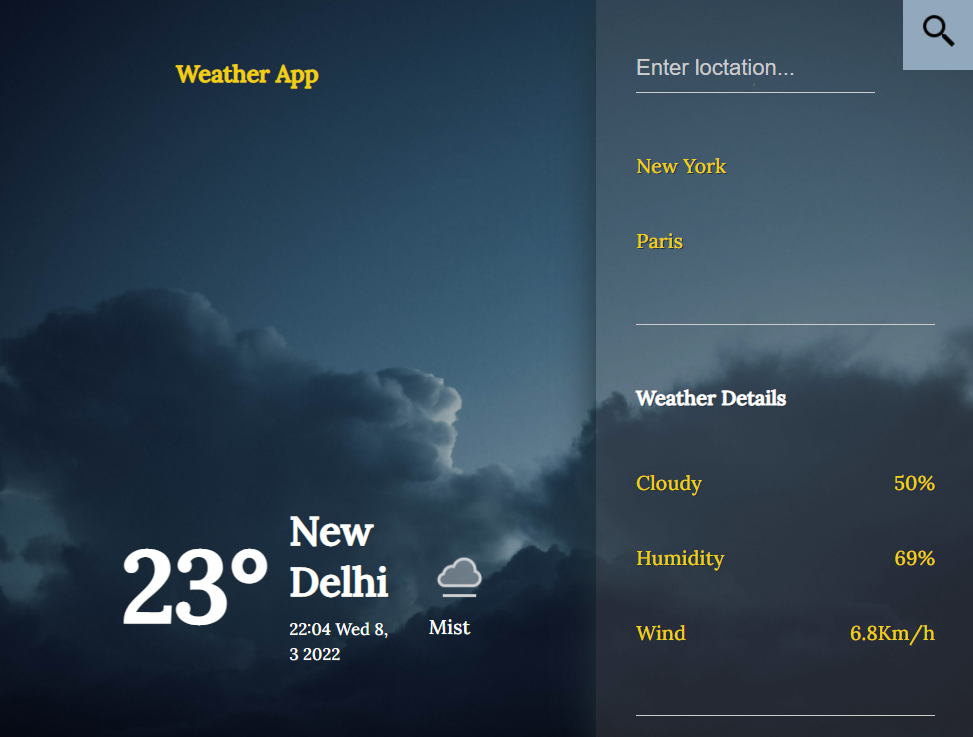 Weather App
23°
New
Delhi
22:04 Wed 8,
3 2022
Mist
Enter loctation...
New York
Paris
Weather Details
Cloudy 50%
Humidity 69%
Wind 6.8Km/h